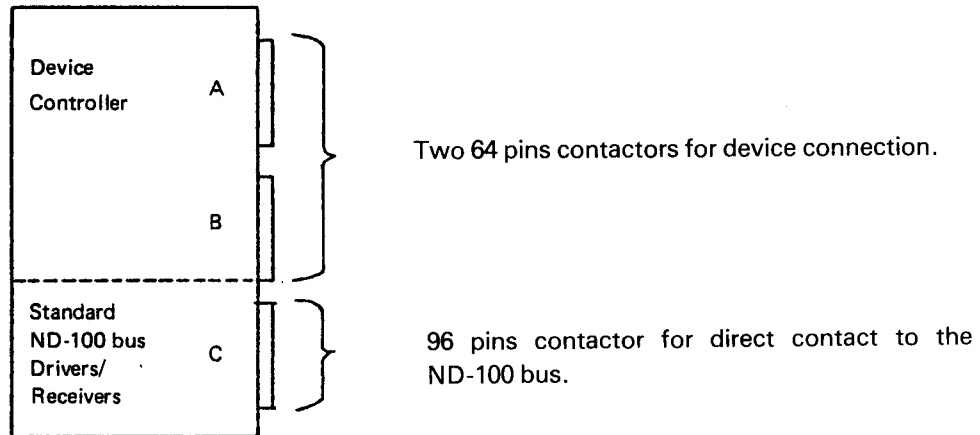 Device
Controller
A
Two 64 pins contactors for device connection.
B
Standard
ND-100 bus
Drivers/
Receivers
C
96 pins contactor for direct contact to the
ND-100 bus.